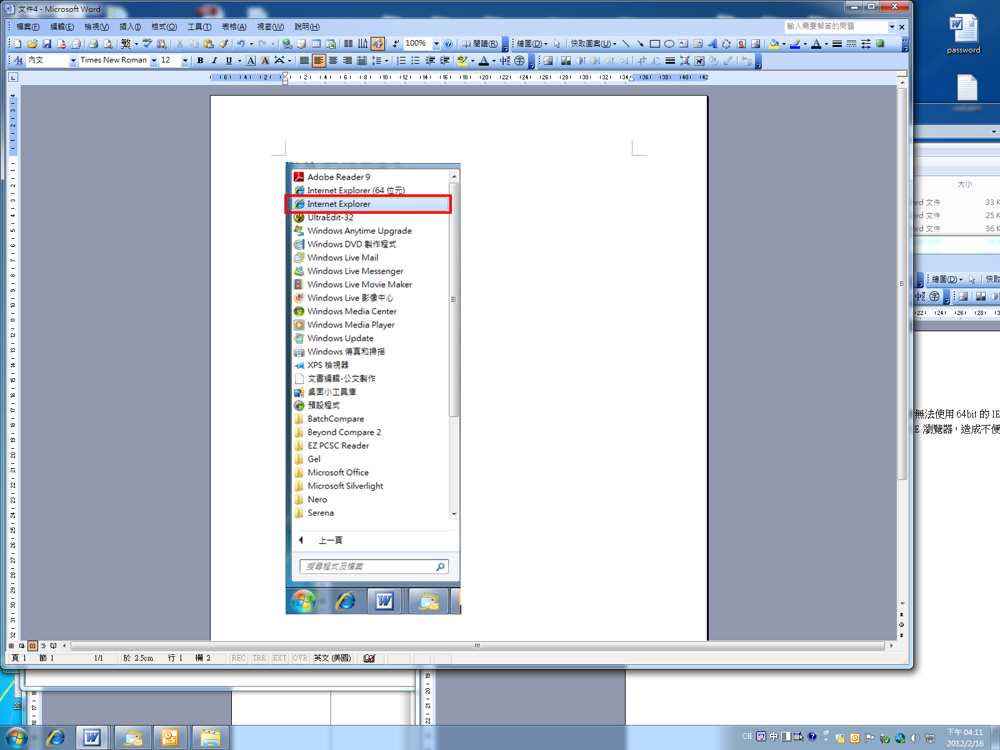 文件4 - Microsoft Word
檔案(F) 編輯(E) 檢視(V) 插入(I) 格式(O) 工具(T) 表格(A) 視窗(W) 說明(H)
輸入需要解答的問題
繁 100% 閱讀(R) 繪圖(D) 快取圖案(U)
內文 Times New Roman 12 B I U A A
password
大小
ord 文件 33 K
ord 文件 25 K
ord 文件 36 K
繪圖(D) 快取
無法使用 64bit 的 IE
E 瀏覽器，造成不便
Adobe Reader 9
Internet Explorer (64 位元)
Internet Explorer
UltraEdit-32
Windows Anytime Upgrade
Windows DVD 製作程式
Windows Live Mail
Windows Live Messenger
Windows Live Movie Maker
Windows Live 影像中心
Windows Media Center
Windows Media Player
Windows Update
Windows 傳真和掃描
XPS 檢視器
文書編輯-公文製作
桌面小工具庫
預設程式
BatchCompare
Beyond Compare 2
EZ PCSC Reader
Gel
Microsoft Office
Microsoft Silverlight
Nero
Serena
上一頁
搜尋程式及檔案
頁 1 節 1 1/1 於 2.5cm 行 1 欄 2 REC TRK EXT OVR 英文 (美國)
CH 中
下午 04:11
2012/2/16